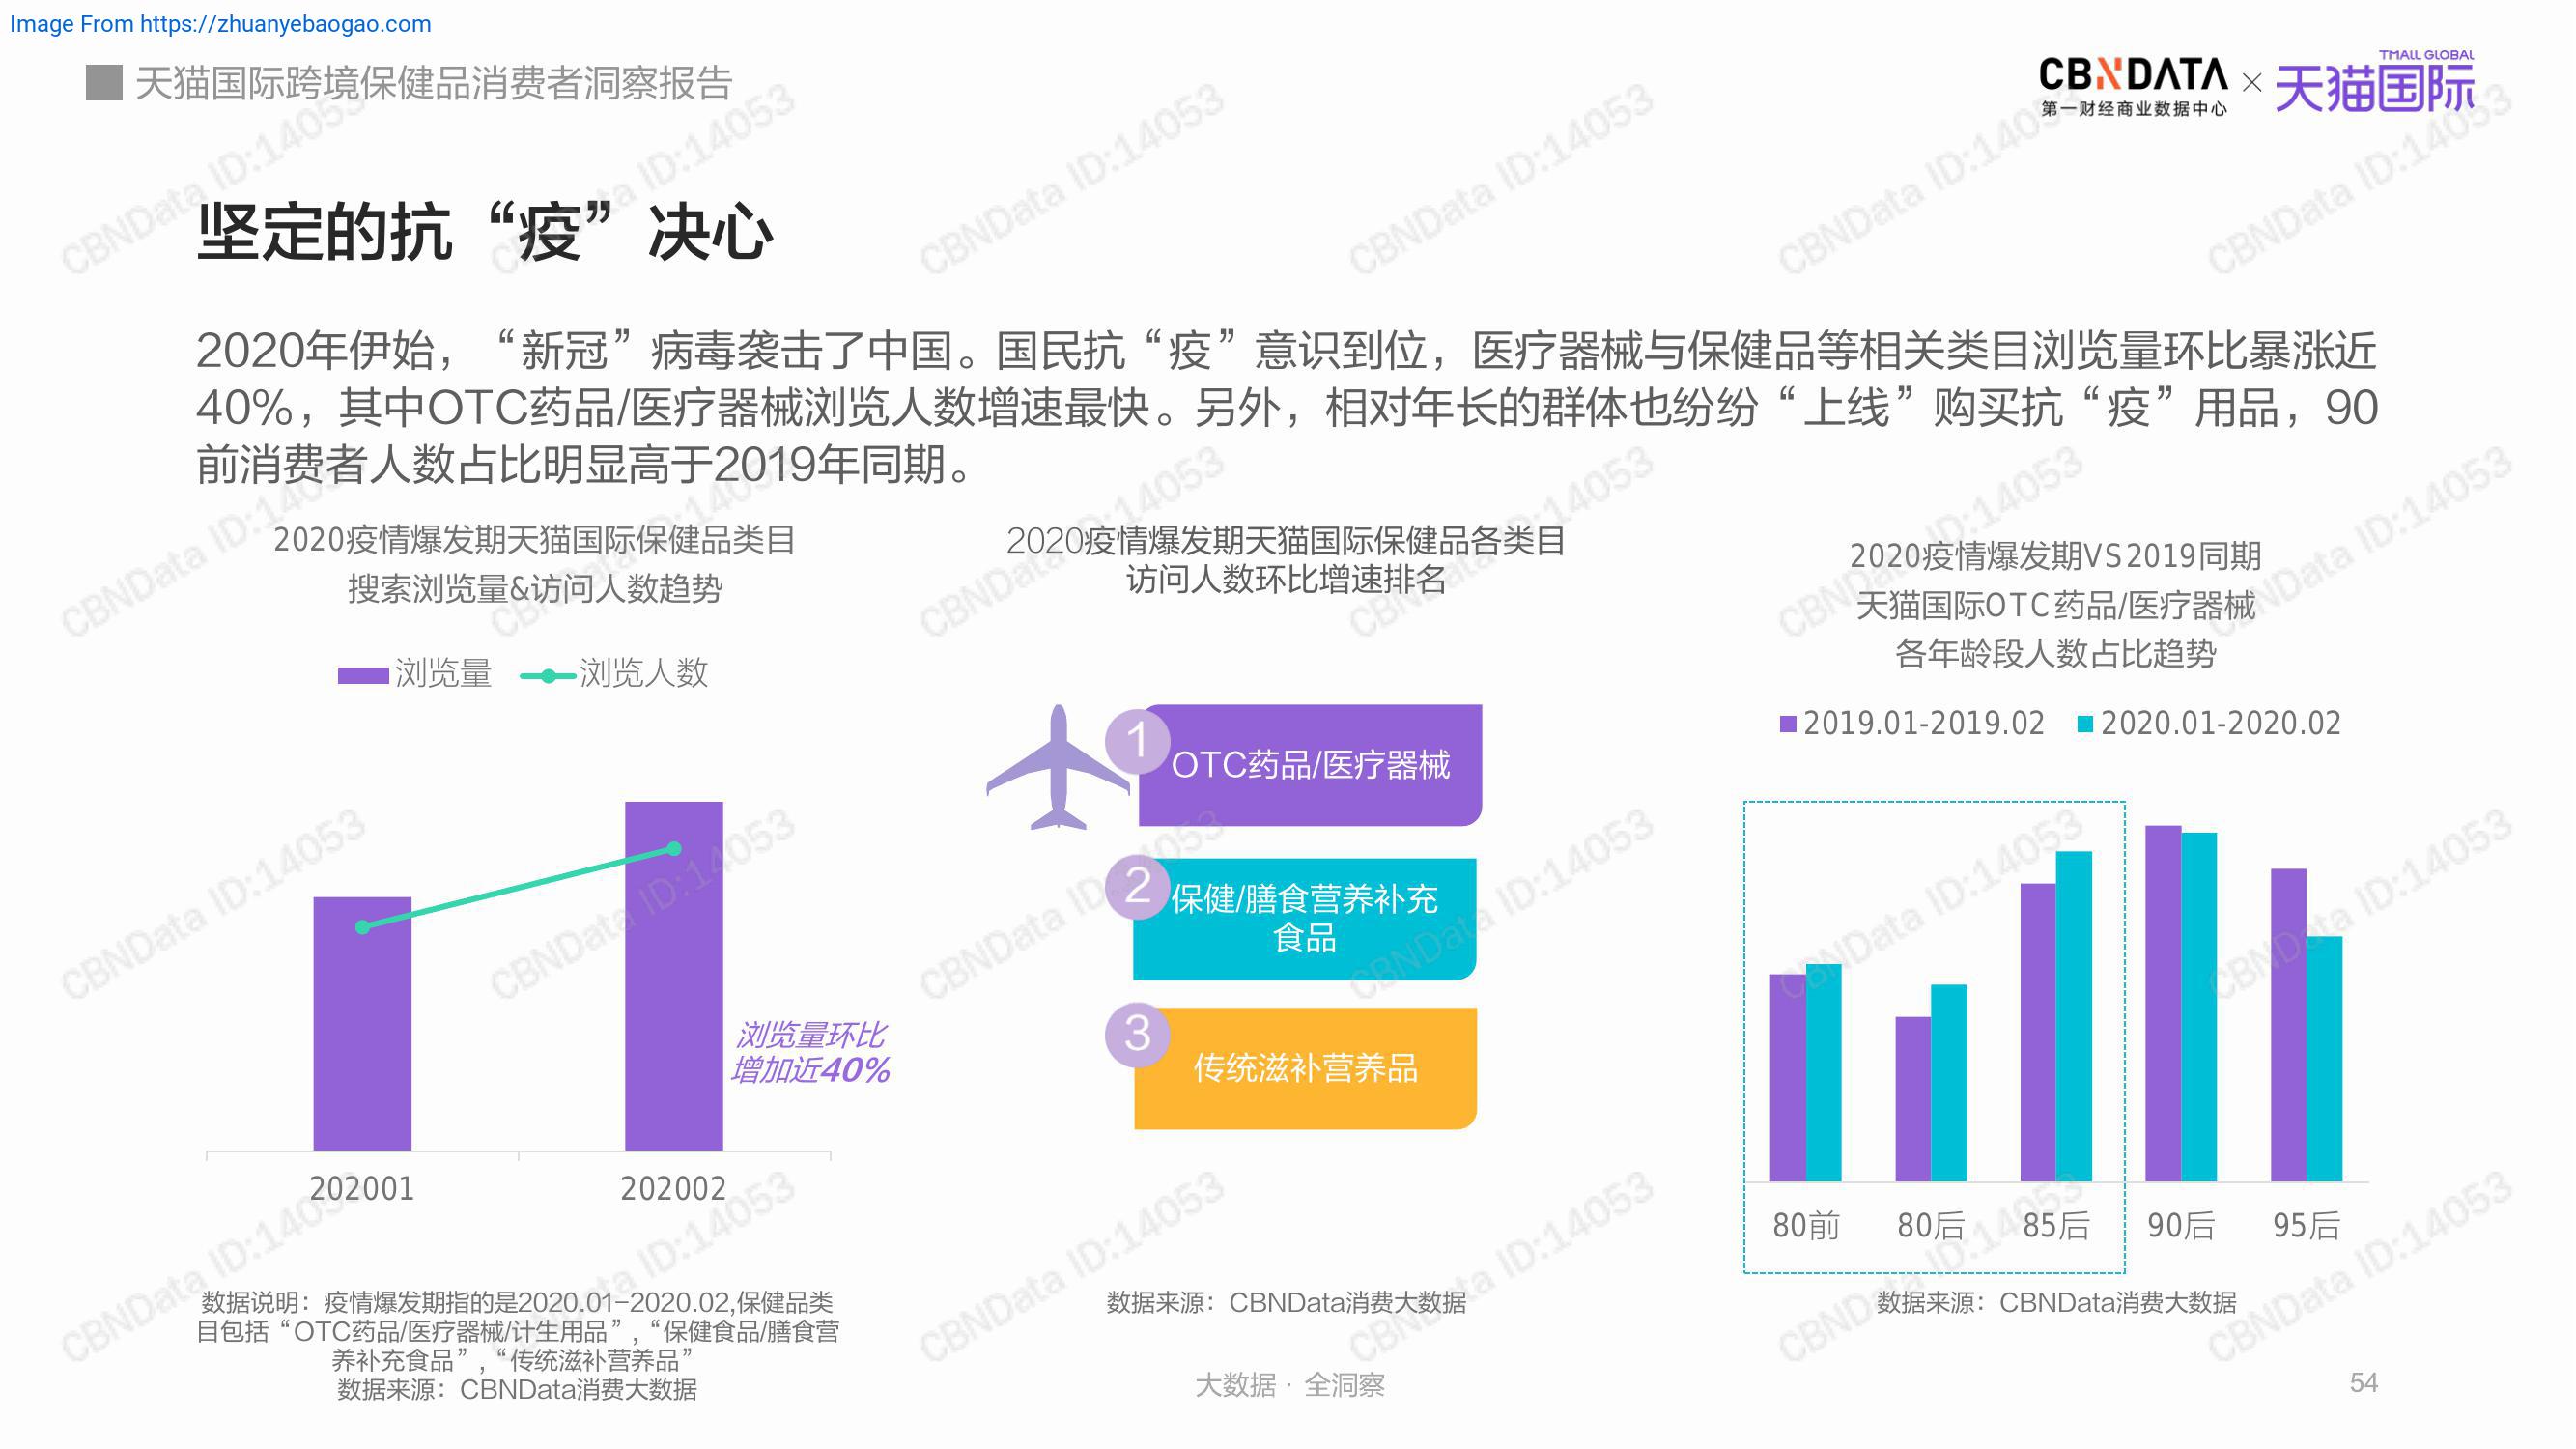 Image From https://zhuanyebaogao.com
天猫国际跨境保健品消费者洞察报告
CBNDATA
第一财经商业数据中心
×
TMALL GLOBAL
天猫国际
坚定的抗“疫”决心
2020年伊始，“新冠”病毒袭击了中国。国民抗“疫”意识到位，医疗器械与保健品等相关类目浏览量环比暴涨近
40%，其中OTC药品/医疗器械浏览人数增速最快。另外，相对年长的群体也纷纷“上线”购买抗“疫”用品，90
前消费者人数占比明显高于2019年同期。
2020疫情爆发期天猫国际保健品类目
搜索浏览量&访问人数趋势
浏览量 浏览人数
浏览量环比
增加近40%
202001 202002
数据说明：疫情爆发期指的是2020.01-2020.02,保健品类
目包括“OTC药品/医疗器械/计生用品”,“保健食品/膳食营
养补充食品”,“传统滋补营养品”
数据来源：CBNData消费大数据
2020疫情爆发期天猫国际保健品各类目
访问人数环比增速排名
1
OTC药品/医疗器械
2
保健/膳食营养补充
食品
3
传统滋补营养品
数据来源：CBNData消费大数据
2020疫情爆发期VS2019同期
天猫国际OTC药品/医疗器械
各年龄段人数占比趋势
2019.01-2019.02 2020.01-2020.02
80前 80后 85后 90后 95后
数据来源：CBNData消费大数据
大数据 · 全洞察
54
CBNData ID:14053